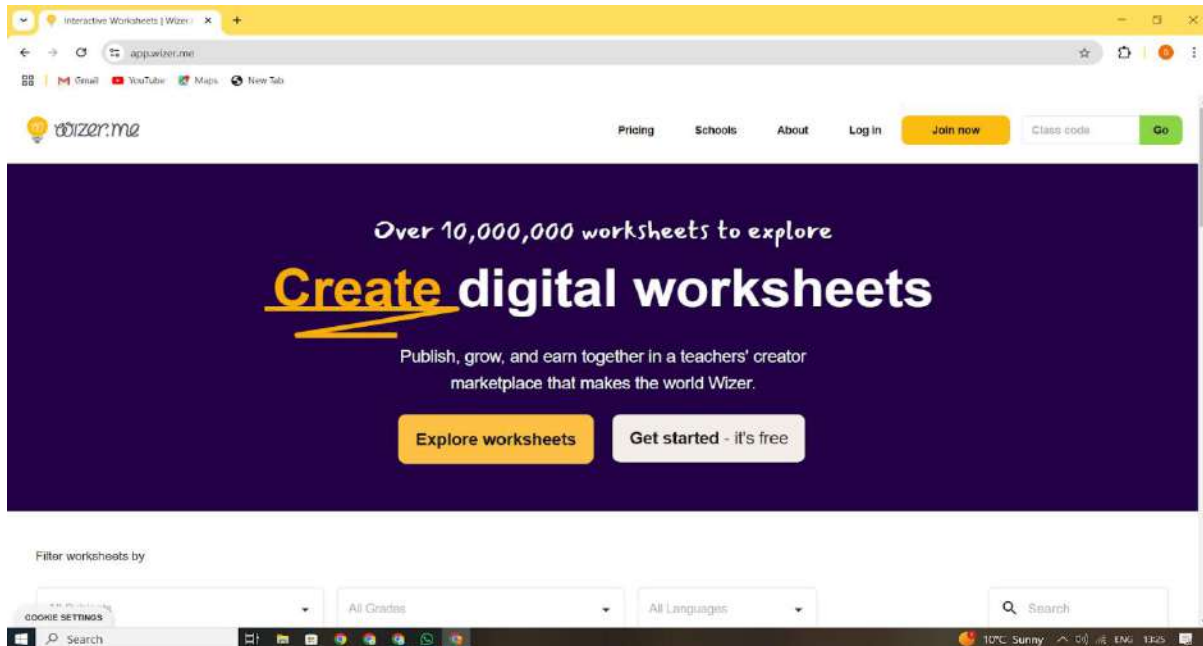 Interactive Worksheets | Wizer.
app.wizer.me
Gmail YouTube Maps New Tab
wizer.me Pricing Schools About Log in Join now Class code Go
Over 10,000,000 worksheets to explore
Create digital worksheets
Publish, grow, and earn together in a teachers' creator
marketplace that makes the world Wizer.
Explore worksheets Get started - it's free
Filter worksheets by
All Grades All Languages Search
COOKIE SETTINGS
Search 10°C Sunny ENG 13:25